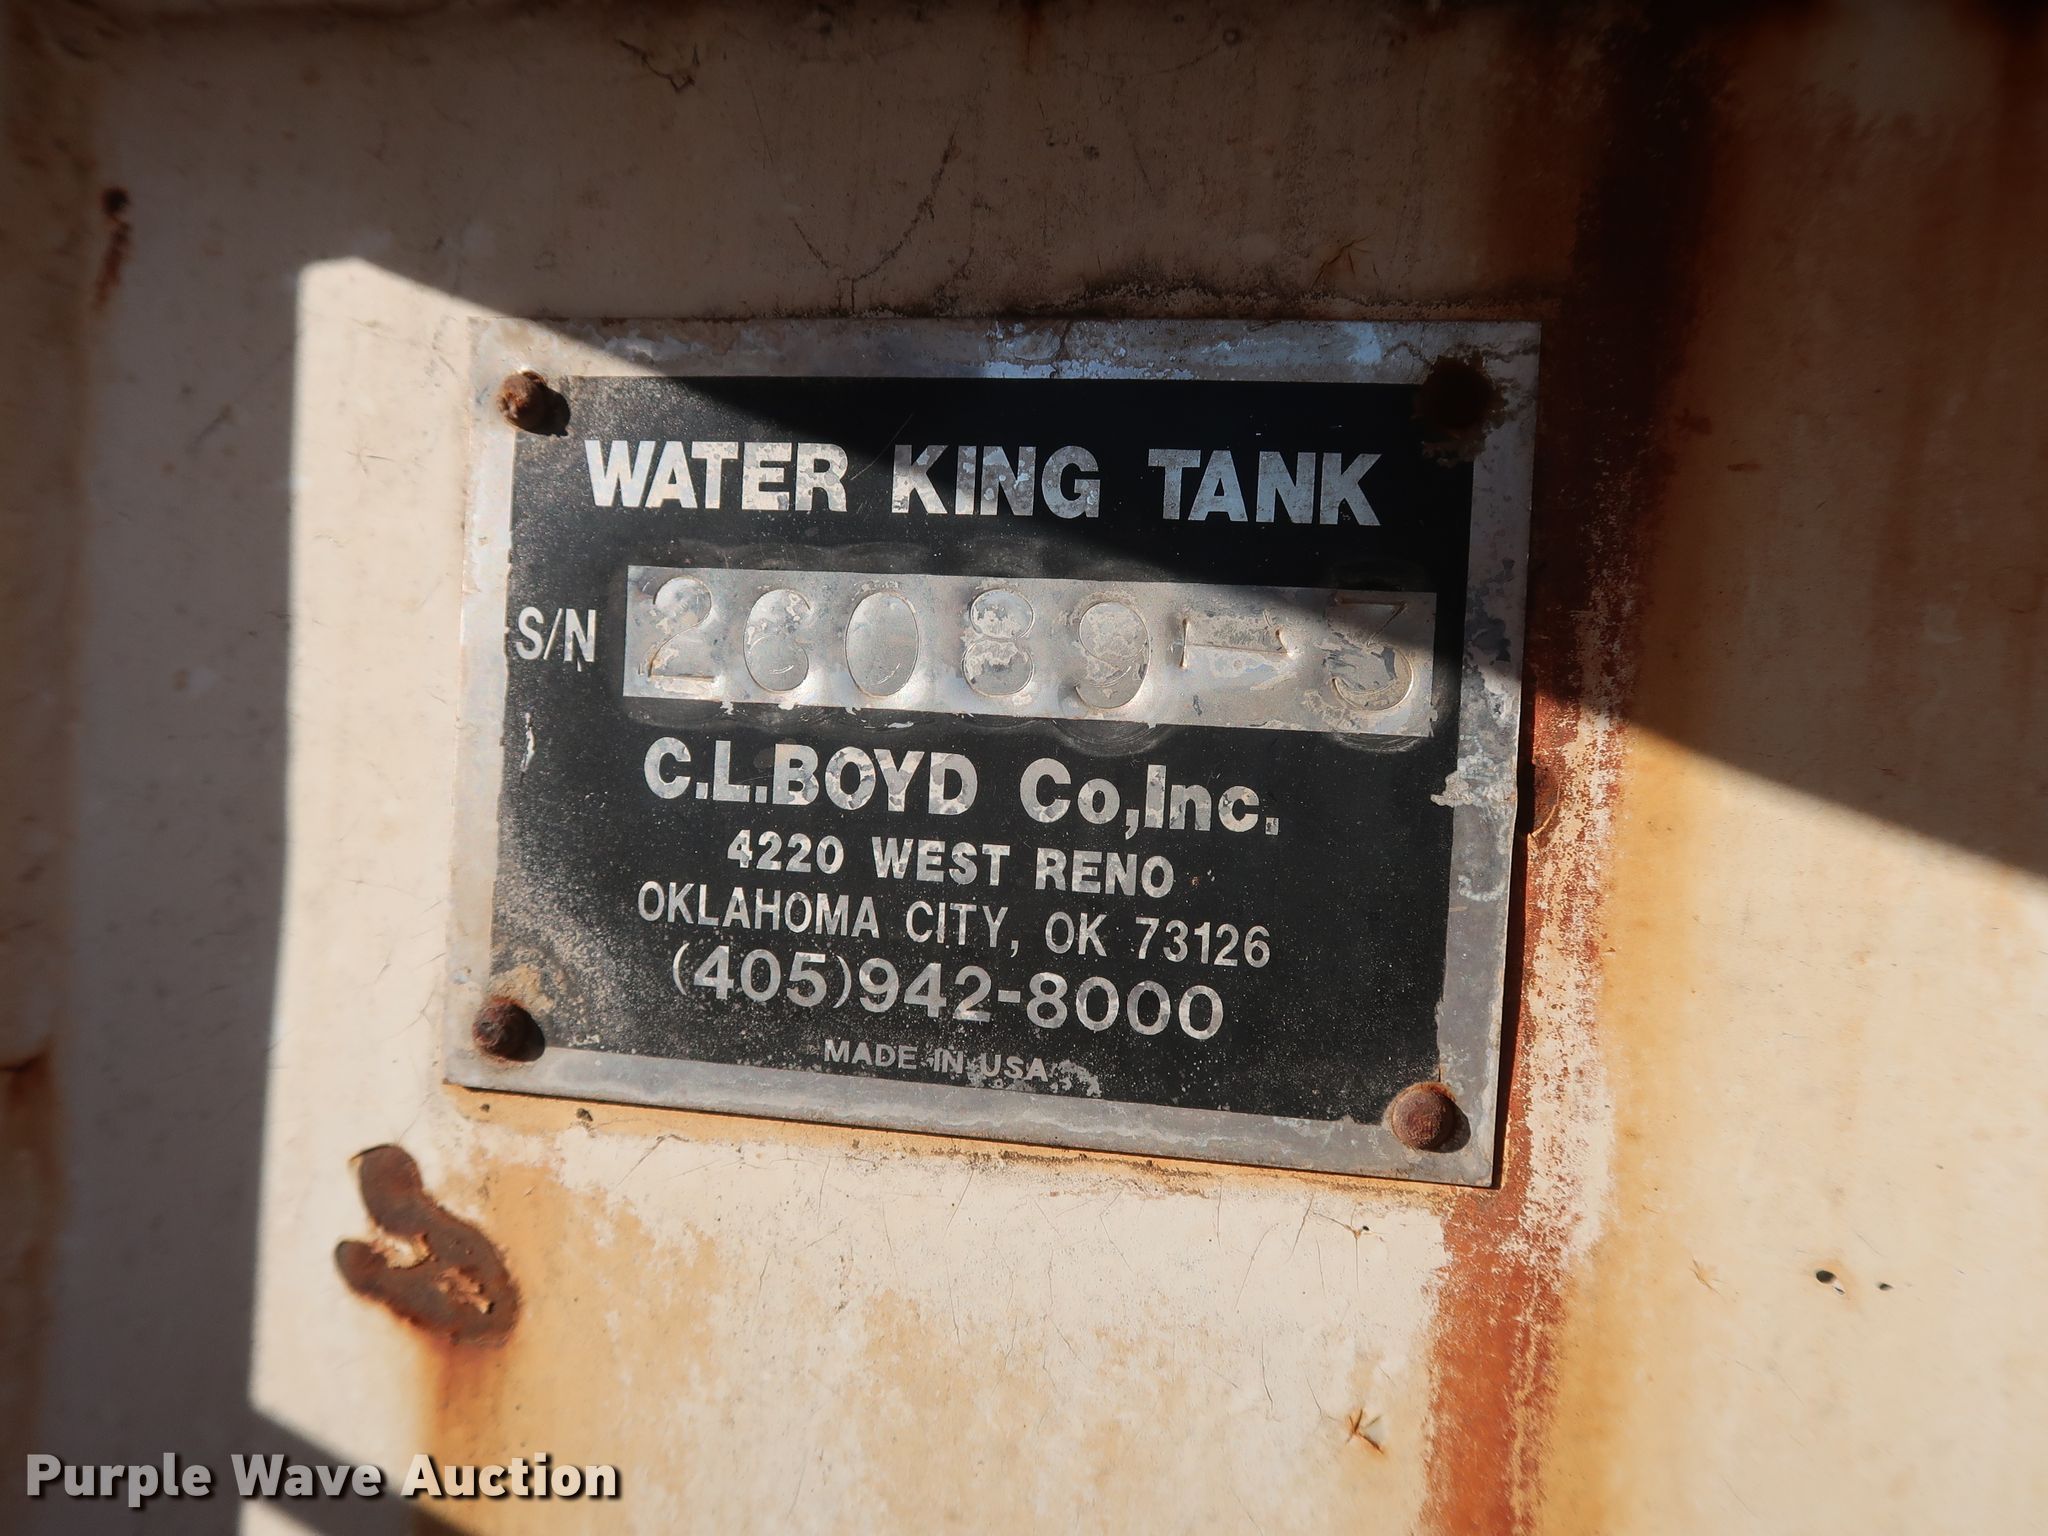 WATER KING TANK
S/N 26089-3
C.L.BOYD Co,Inc.
4220 WEST RENO
OKLAHOMA CITY, OK 73126
(405)942-8000
MADE IN USA
Purple Wave Auction